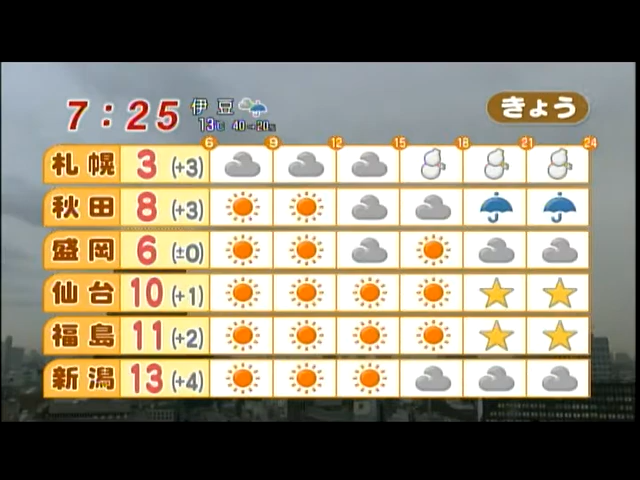 7:25 伊豆 きょう
13℃ 40→20%
6 9 12 15 18 21 24
札幌 3 (+3)
秋田 8 (+3)
盛岡 6 (±0)
仙台 10 (+1)
福島 11 (+2)
新潟 13 (+4)